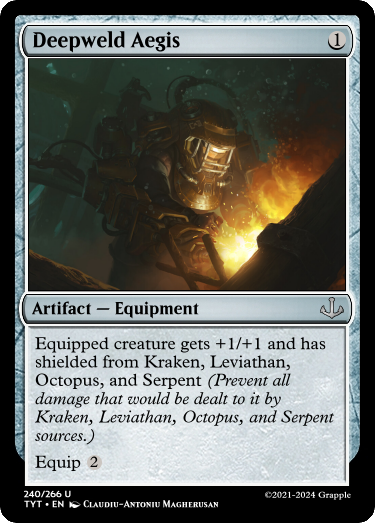 Deepweld Aegis 1
Artifact — Equipment
Equipped creature gets +1/+1 and has
shielded from Kraken, Leviathan,
Octopus, and Serpent (Prevent all
damage that would be dealt to it by
Kraken, Leviathan, Octopus, and Serpent
sources.)
Equip 2
240/266 U
TYT • EN Claudiu-Antoniu Magherusan
©2021-2024 Grapple